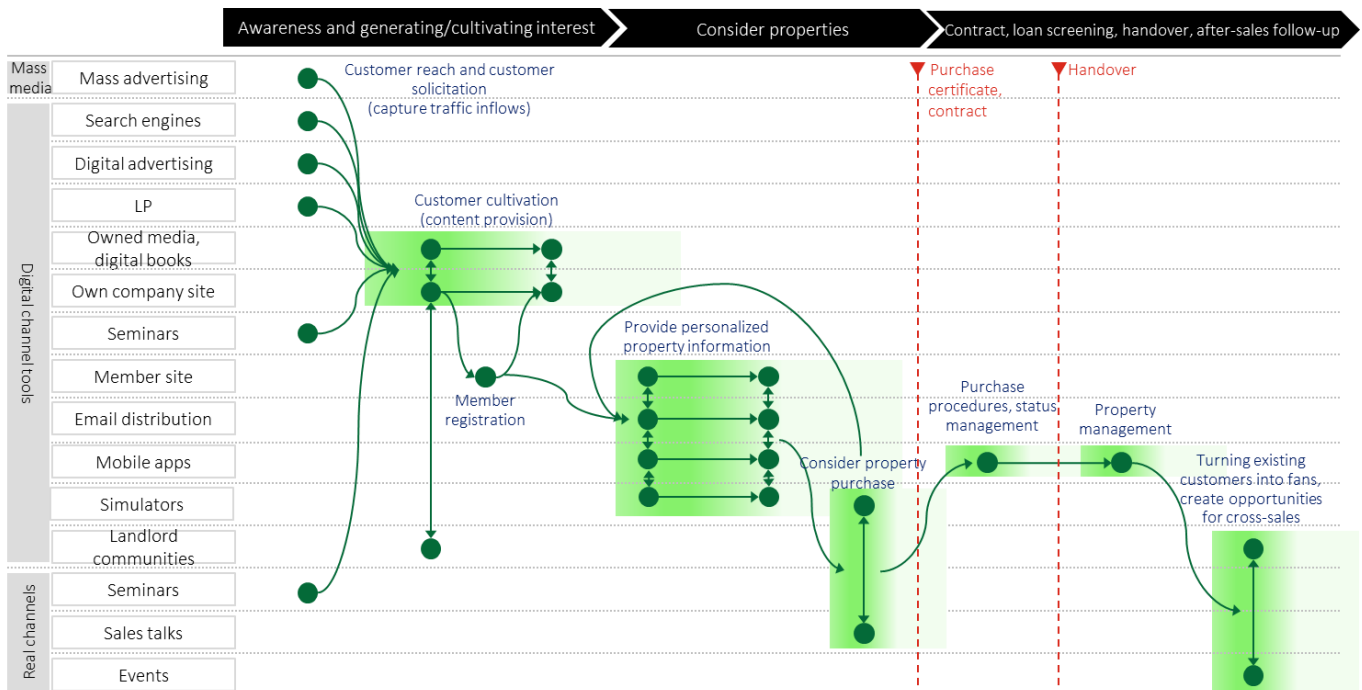 Awareness and generating/cultivating interest
Consider properties
Contract, loan screening, handover, after-sales follow-up
Mass
media
Mass advertising
Customer reach and customer
solicitation
(capture traffic inflows)
Purchase
certificate,
contract
Handover
Digital channel tools
Search engines
Digital advertising
LP
Customer cultivation
(content provision)
Owned media,
digital books
Own company site
Seminars
Provide personalized
property information
Member site
Member
registration
Email distribution
Purchase
procedures, status
management
Property
management
Mobile apps
Consider property
purchase
Turning existing
customers into fans,
create opportunities
for cross-sales
Simulators
Landlord
communities
Real channels
Seminars
Sales talks
Events